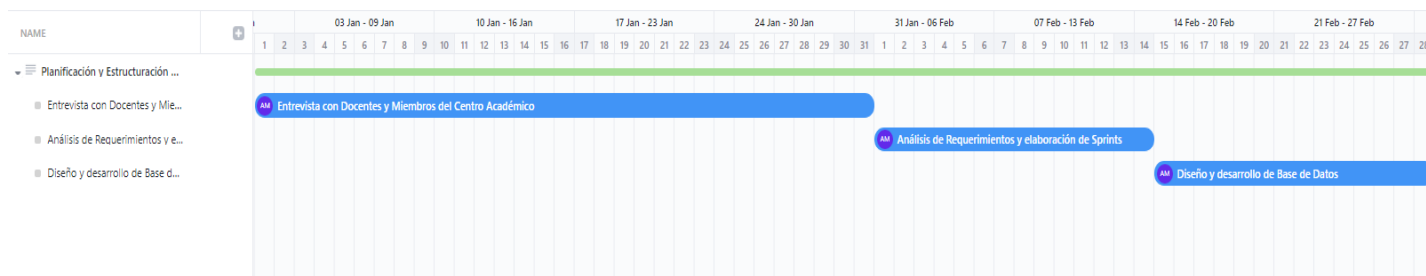 NAME
03 Jan - 09 Jan 10 Jan - 16 Jan 17 Jan - 23 Jan 24 Jan - 30 Jan 31 Jan - 06 Feb 07 Feb - 13 Feb 14 Feb - 20 Feb 21 Feb - 27 Feb
1 2 3 4 5 6 7 8 9 10 11 12 13 14 15 16 17 18 19 20 21 22 23 24 25 26 27 28 29 30 31 1 2 3 4 5 6 7 8 9 10 11 12 13 14 15 16 17 18 19 20 21 22 23 24 25 26 27 28
Planificación y Estructuración ...
Entrevista con Docentes y Mie... AM Entrevista con Docentes y Miembros del Centro Académico
Análisis de Requerimientos y e... AM Análisis de Requerimientos y elaboración de Sprints
Diseño y desarrollo de Base d... AM Diseño y desarrollo de Base de Datos